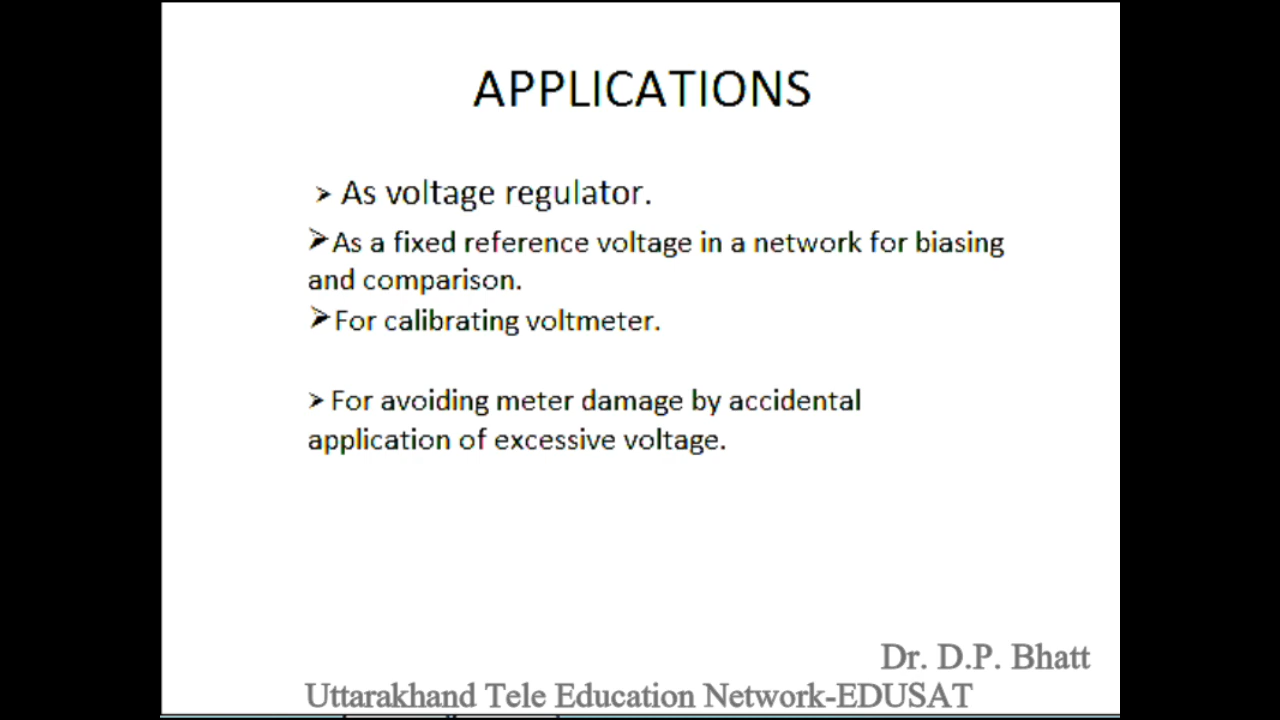 APPLICATIONS
➢ As voltage regulator.
➢As a fixed reference voltage in a network for biasing
and comparison.
➢For calibrating voltmeter.
➢ For avoiding meter damage by accidental
application of excessive voltage.
Dr. D.P. Bhatt
Uttarakhand Tele Education Network-EDUSAT